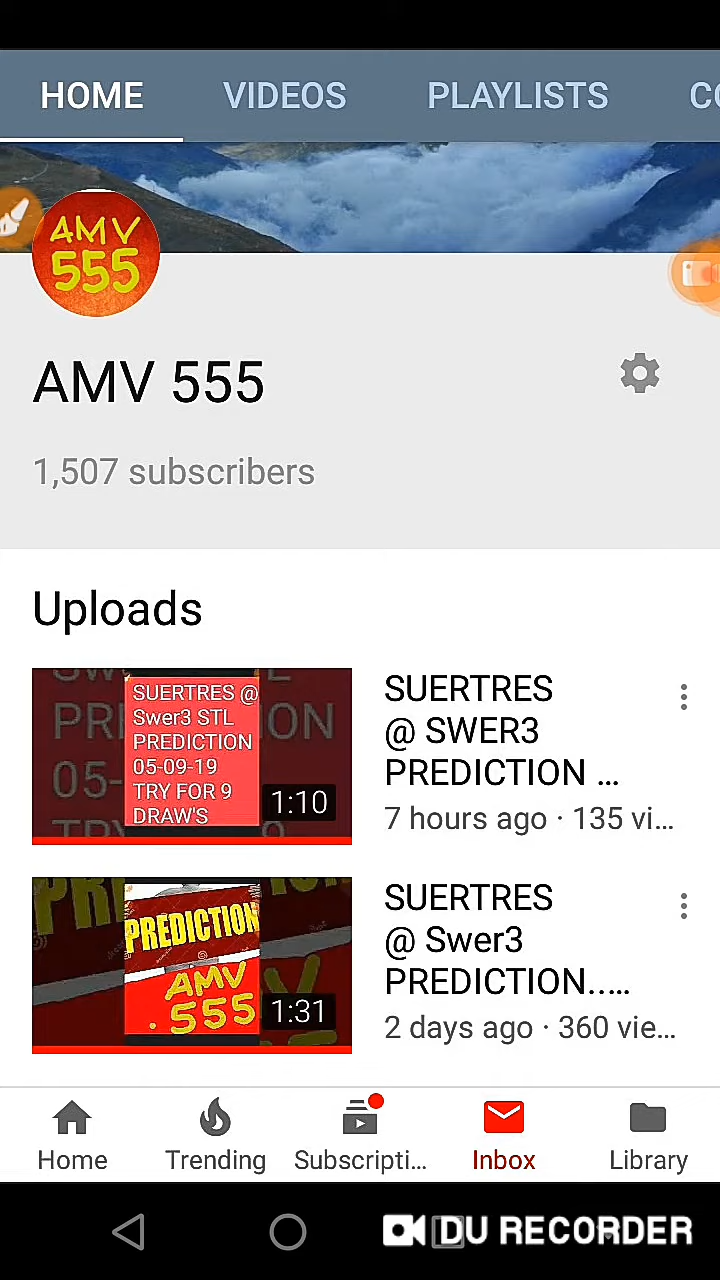 HOME VIDEOS PLAYLISTS CO
AMV
555
AMV 555
1,507 subscribers
Uploads
SUERTRES @
Swer3 STL
PREDICTION
05-09-19
TRY FOR 9
DRAW'S
1:10
SUERTRES
@ SWER3
PREDICTION ...
7 hours ago · 135 vi...
PREDICTION
AMV
555
1:31
SUERTRES
@ Swer3
PREDICTION.....
2 days ago · 360 vie...
Home Trending Subscripti... Inbox Library
DU RECORDER